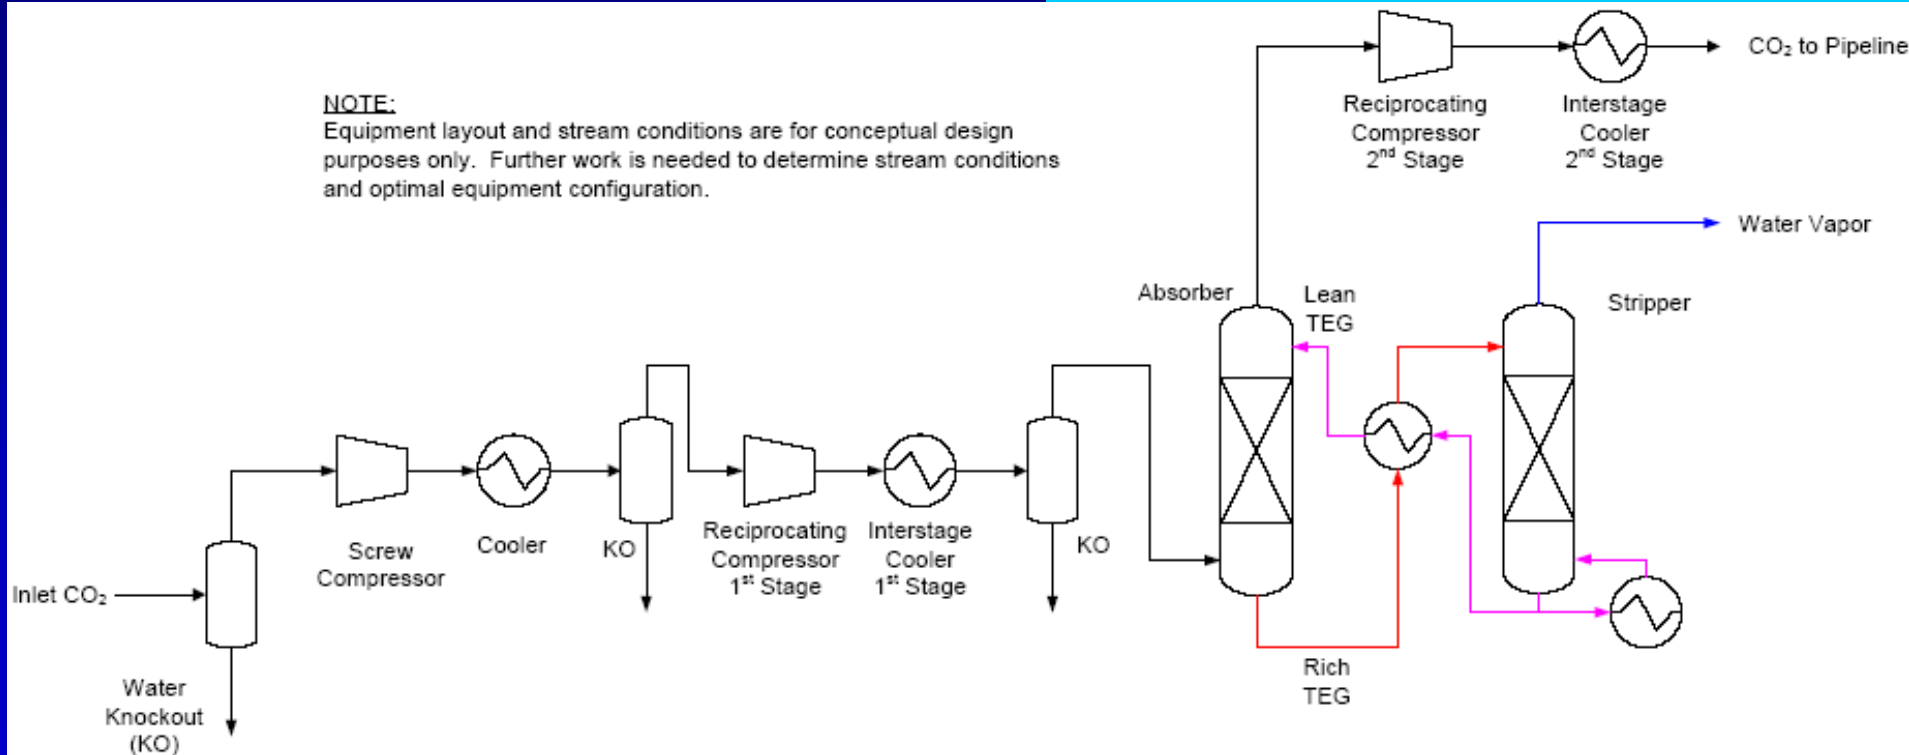 CO₂ to Pipeline
Reciprocating
Compressor
2nd Stage
Interstage
Cooler
2nd Stage
NOTE:
Equipment layout and stream conditions are for conceptual design
purposes only. Further work is needed to determine stream conditions
and optimal equipment configuration.
Water Vapor
Absorber
Lean
TEG
Stripper
Inlet CO₂
Water
Knockout
(KO)
Screw
Compressor
Cooler
KO
Reciprocating
Compressor
1st Stage
Interstage
Cooler
1st Stage
KO
Rich
TEG